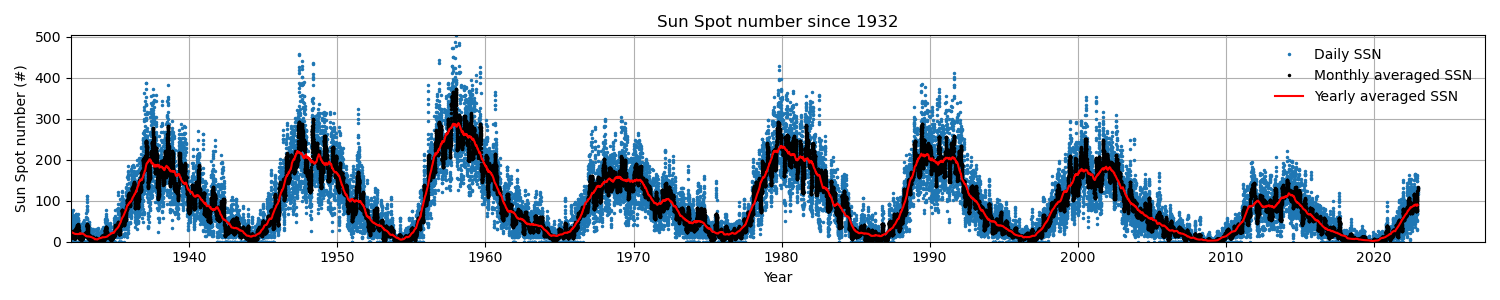 Sun Spot number since 1932
Sun Spot number (#)
500
400
300
200
100
0
Daily SSN
Monthly averaged SSN
Yearly averaged SSN
1940 1950 1960 1970 1980 1990 2000 2010 2020
Year